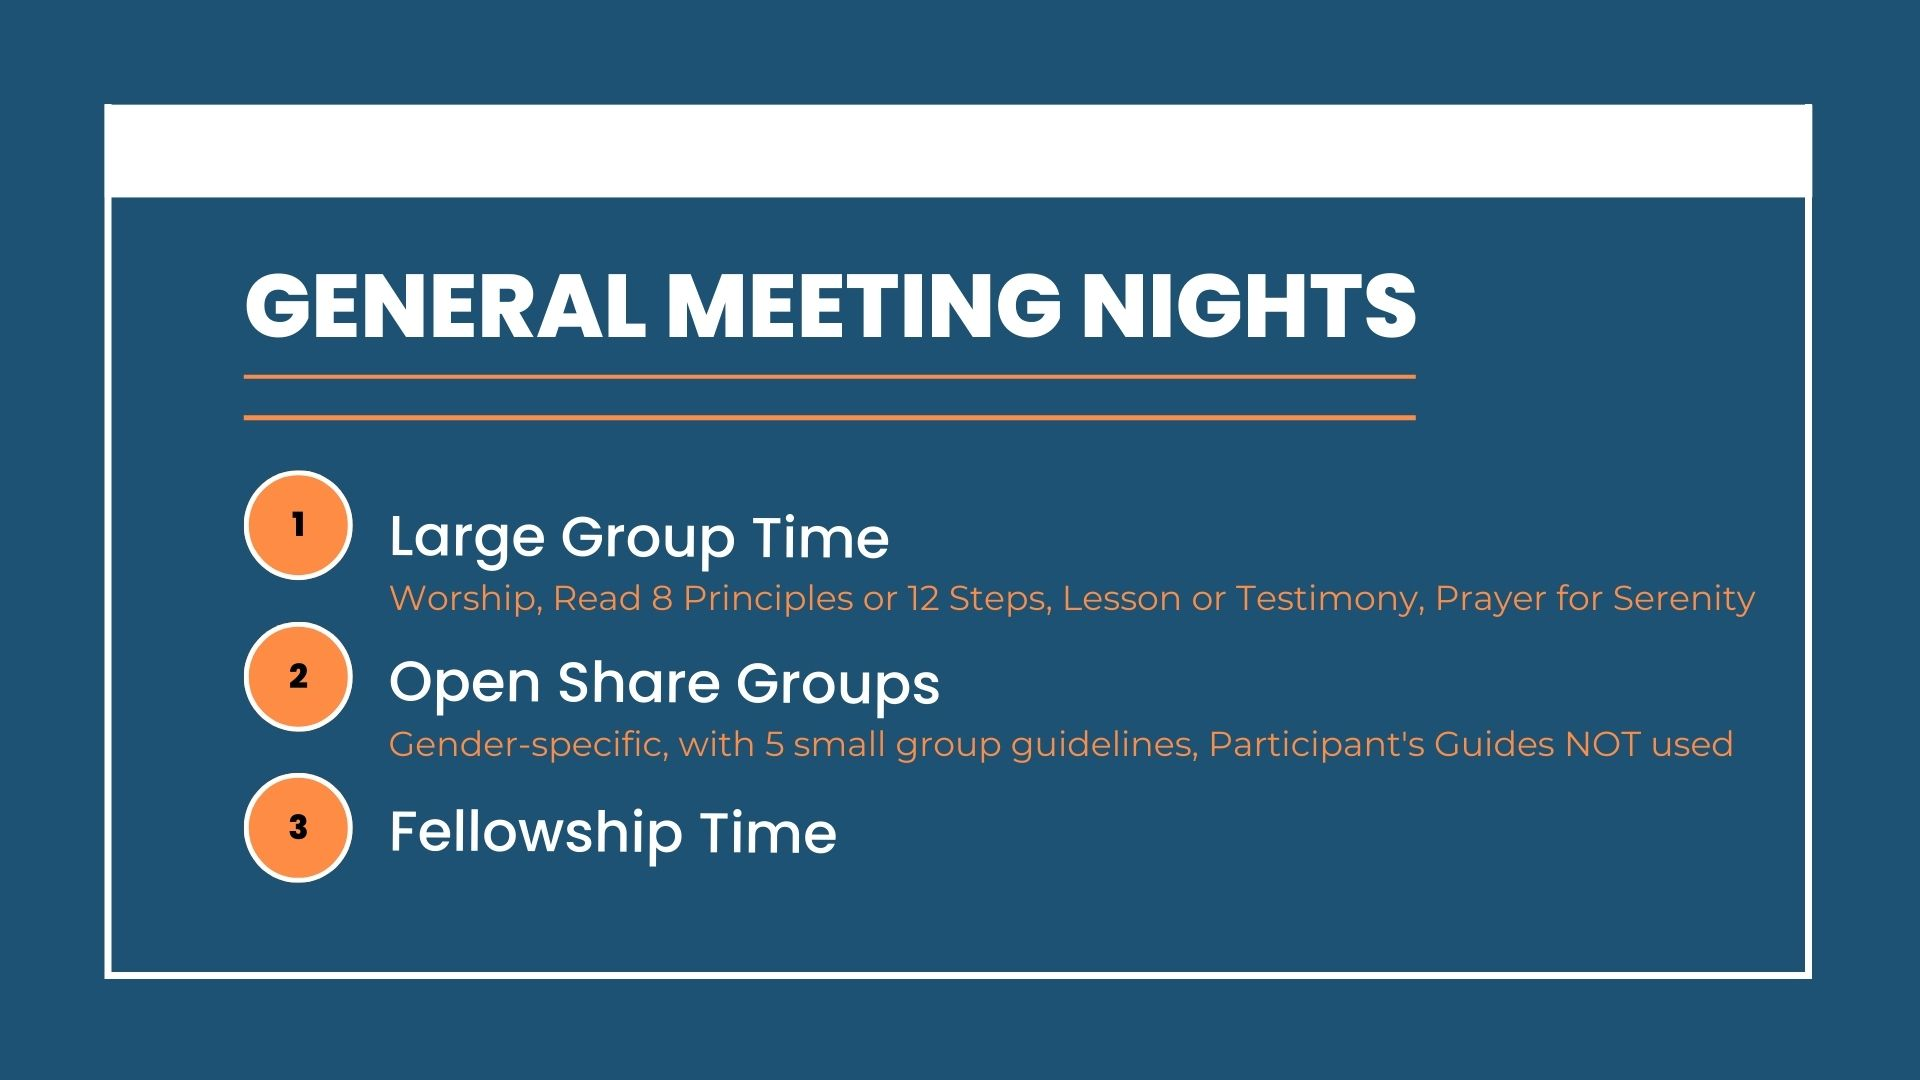 GENERAL MEETING NIGHTS
1
Large Group Time
Worship, Read 8 Principles or 12 Steps, Lesson or Testimony, Prayer for Serenity
2
Open Share Groups
Gender-specific, with 5 small group guidelines, Participant's Guides NOT used
3
Fellowship Time